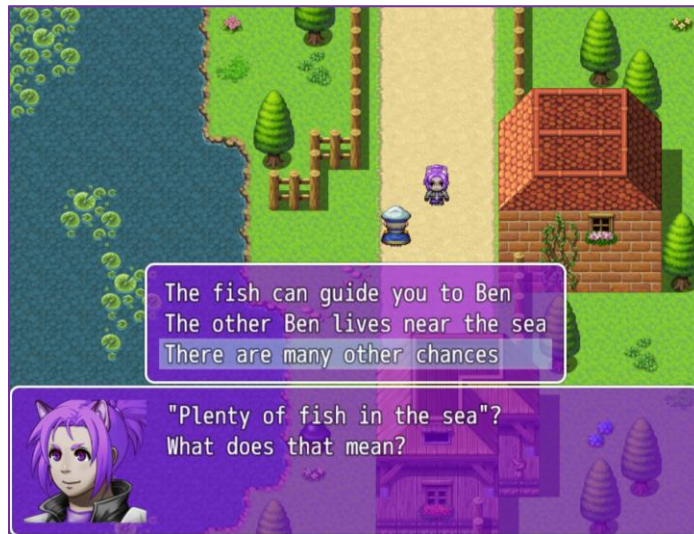 The fish can guide you to Ben
The other Ben lives near the sea
There are many other chances
"Plenty of fish in the sea"?
What does that mean?